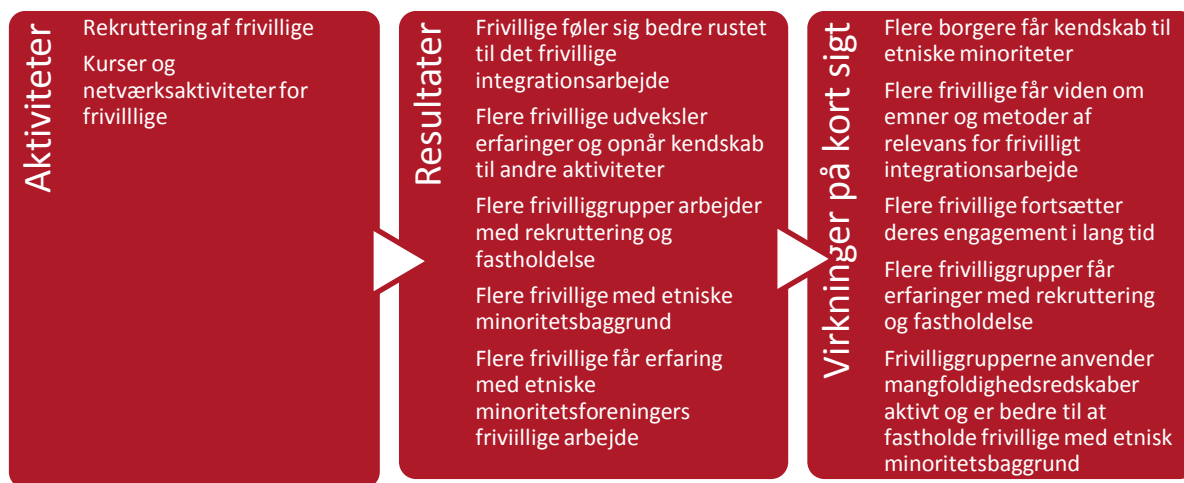 Aktiviteter
Rekruttering af frivillige
Kurser og
netværksaktiviteter for
frivilllige
Resultater
Frivillige føler sig bedre rustet
til det frivillige
integrationsarbejde
Flere frivillige udveksler
erfaringer og opnår kendskab
til andre aktiviteter
Flere frivilliggrupper arbejder
med rekruttering og
fastholdelse
Flere frivillige med etniske
minoritetsbaggrund
Flere frivillige får erfaring
med etniske
minoritetsforeningers
friviillige arbejde
Virkninger på kort sigt
Flere borgere får kendskab til
etniske minoriteter
Flere frivillige får viden om
emner og metoder af
relevans for frivilligt
integrationsarbejde
Flere frivillige fortsætter
deres engagement i lang tid
Flere frivilliggrupper får
erfaringer med rekruttering
og fastholdelse
Frivilliggrupperne anvender
mangfoldighedsredskaber
aktivt og er bedre til at
fastholde frivillige med etnisk
minoritetsbaggrund